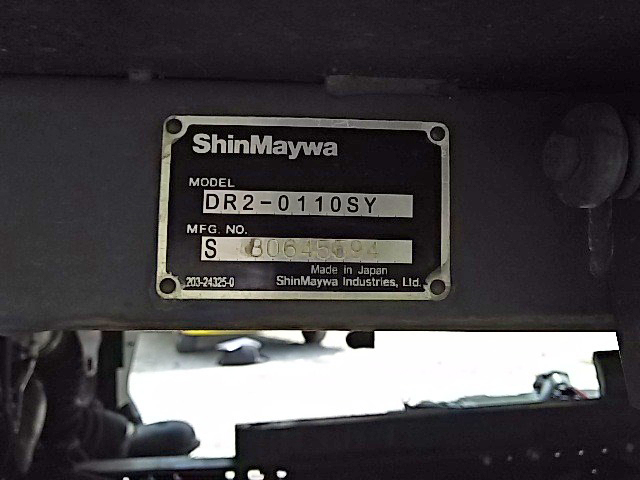 ShinMaywa
MODEL
DR2-0110SY
MFG. NO.
S
Made in Japan
203-24325-0
ShinMaywa Industries, Ltd.